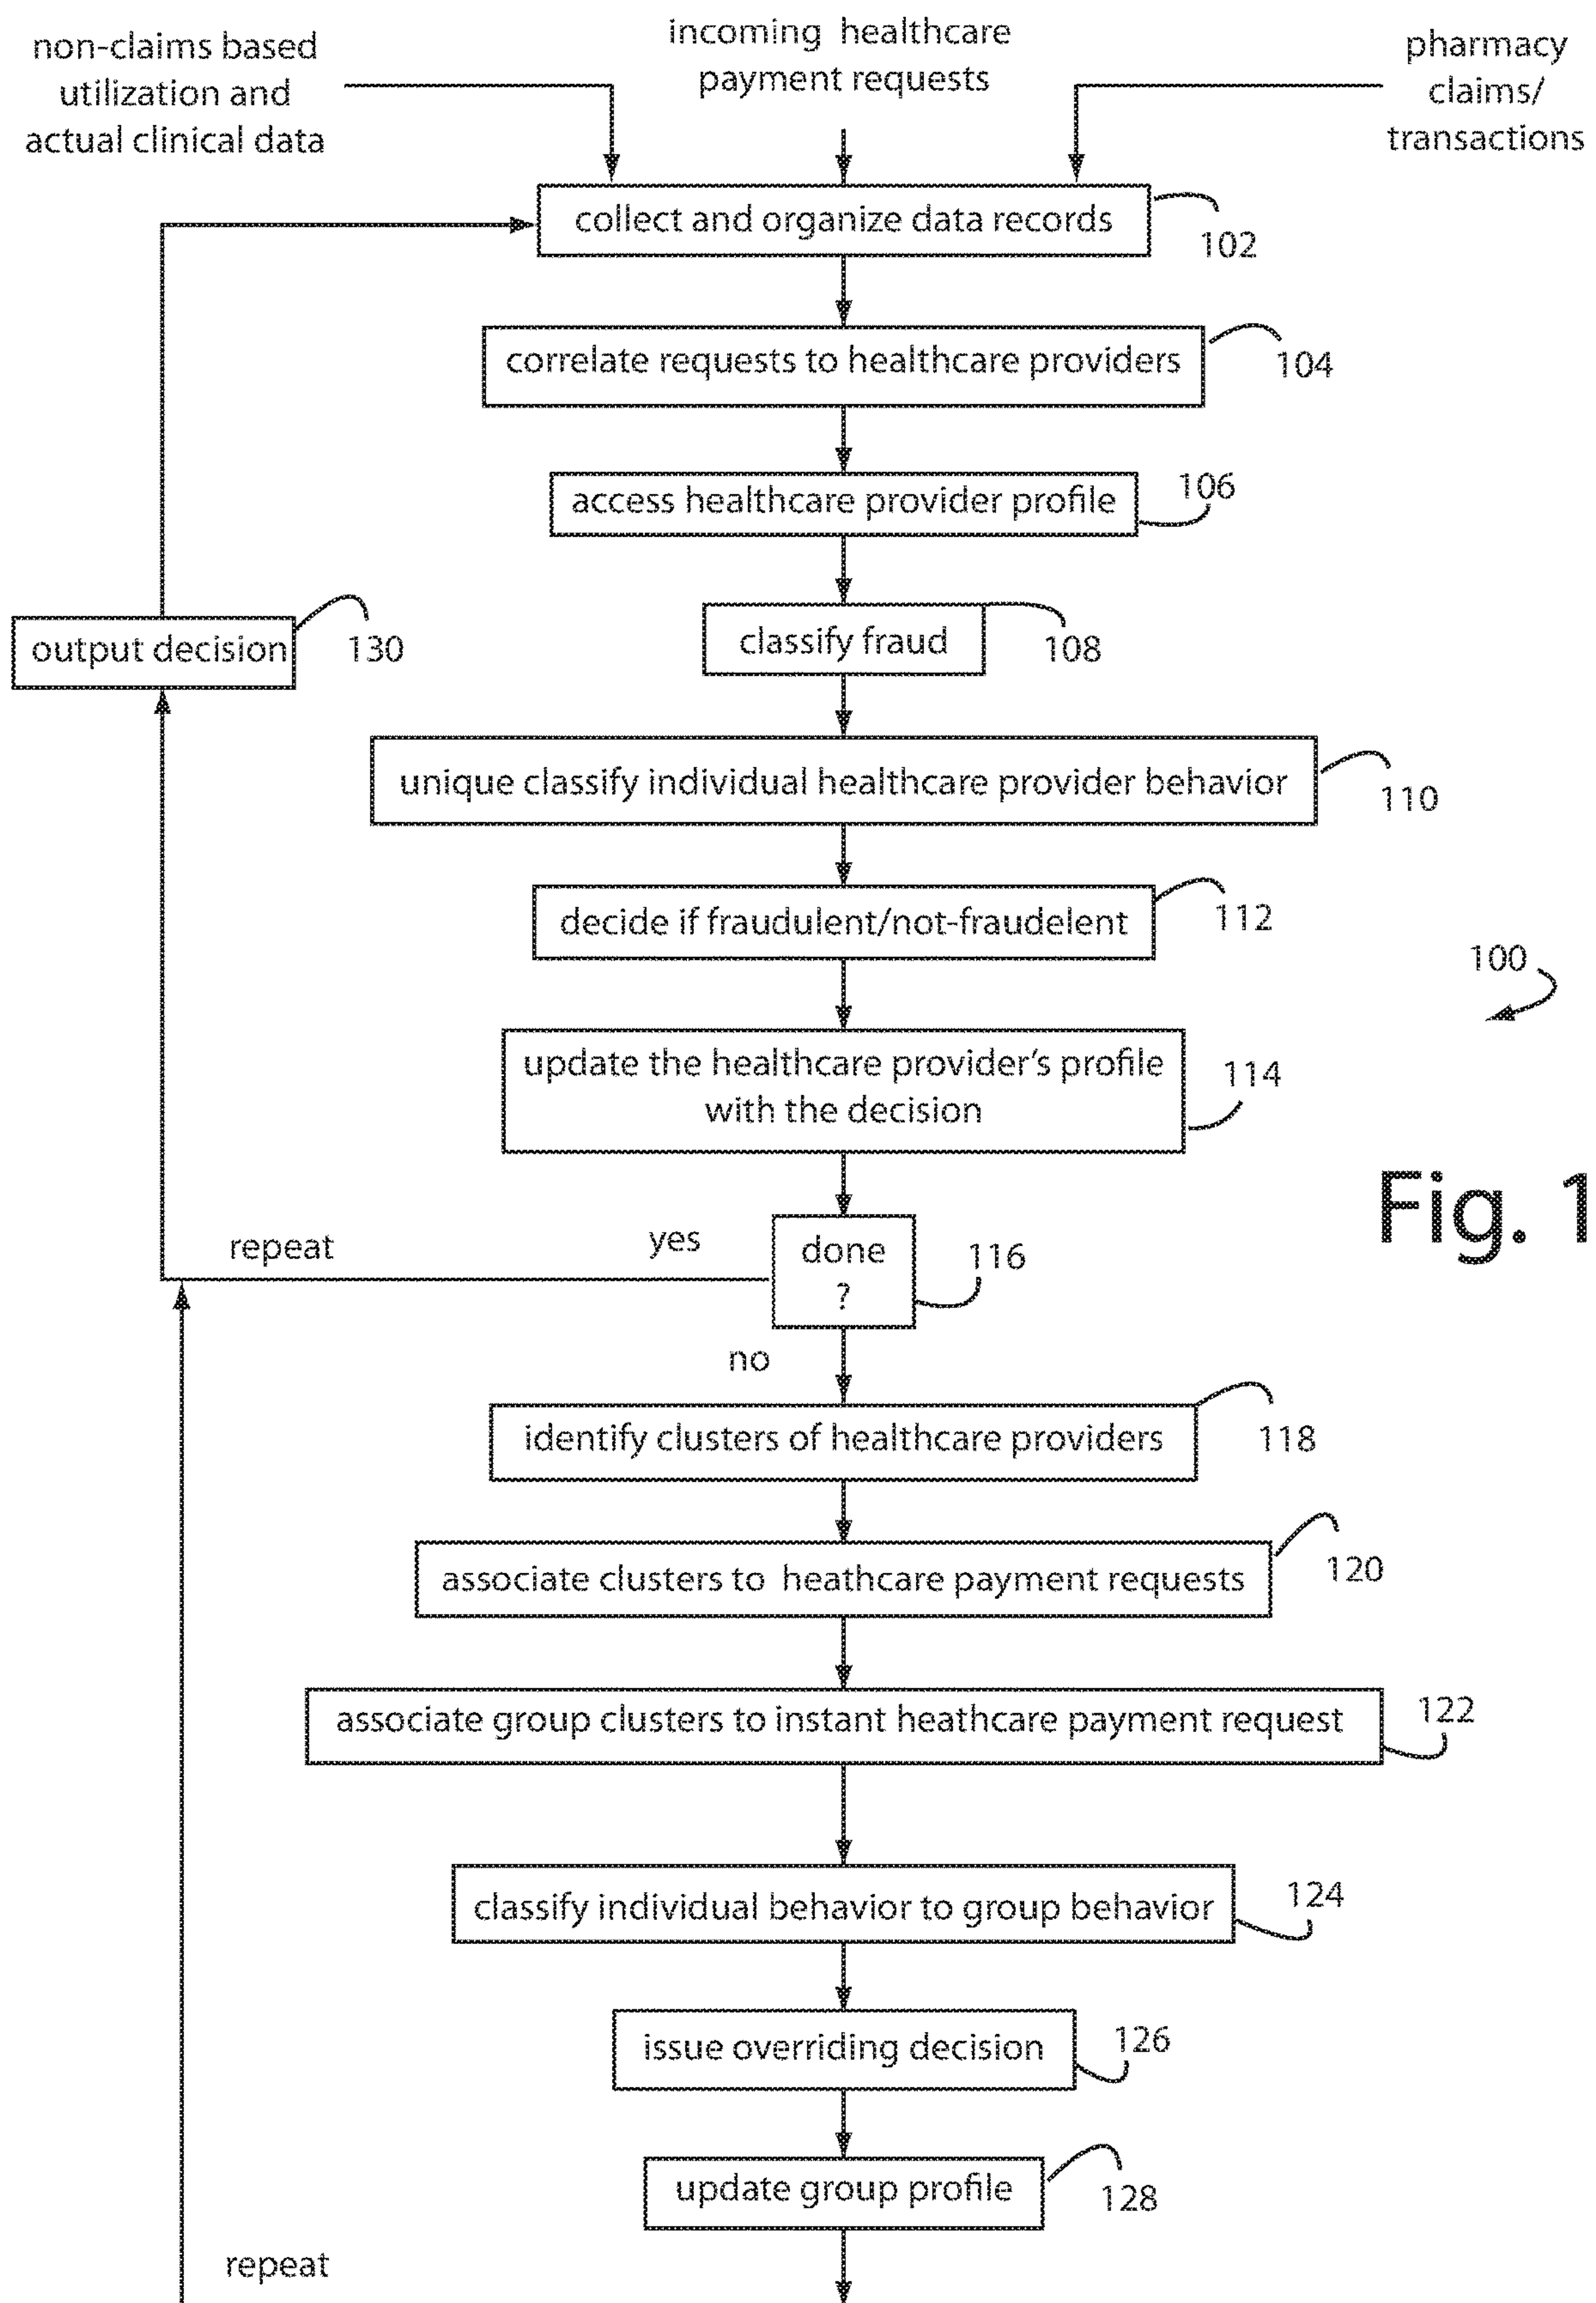 non-claims based
utilization and
actual clinical data
incoming healthcare
payment requests
pharmacy
claims/
transactions
collect and organize data records
102
correlate requests to healthcare providers
104
access healthcare provider profile
106
classify fraud
108
output decision
130
unique classify individual healthcare provider behavior
110
decide if fraudulent/not-fraudelent
112
100
update the healthcare provider's profile
with the decision
114
Fig. 1
repeat
yes
done
?
116
no
identify clusters of healthcare providers
118
associate clusters to heathcare payment requests
120
associate group clusters to instant heathcare payment request
122
classify individual behavior to group behavior
124
issue overriding decision
126
update group profile
128
repeat